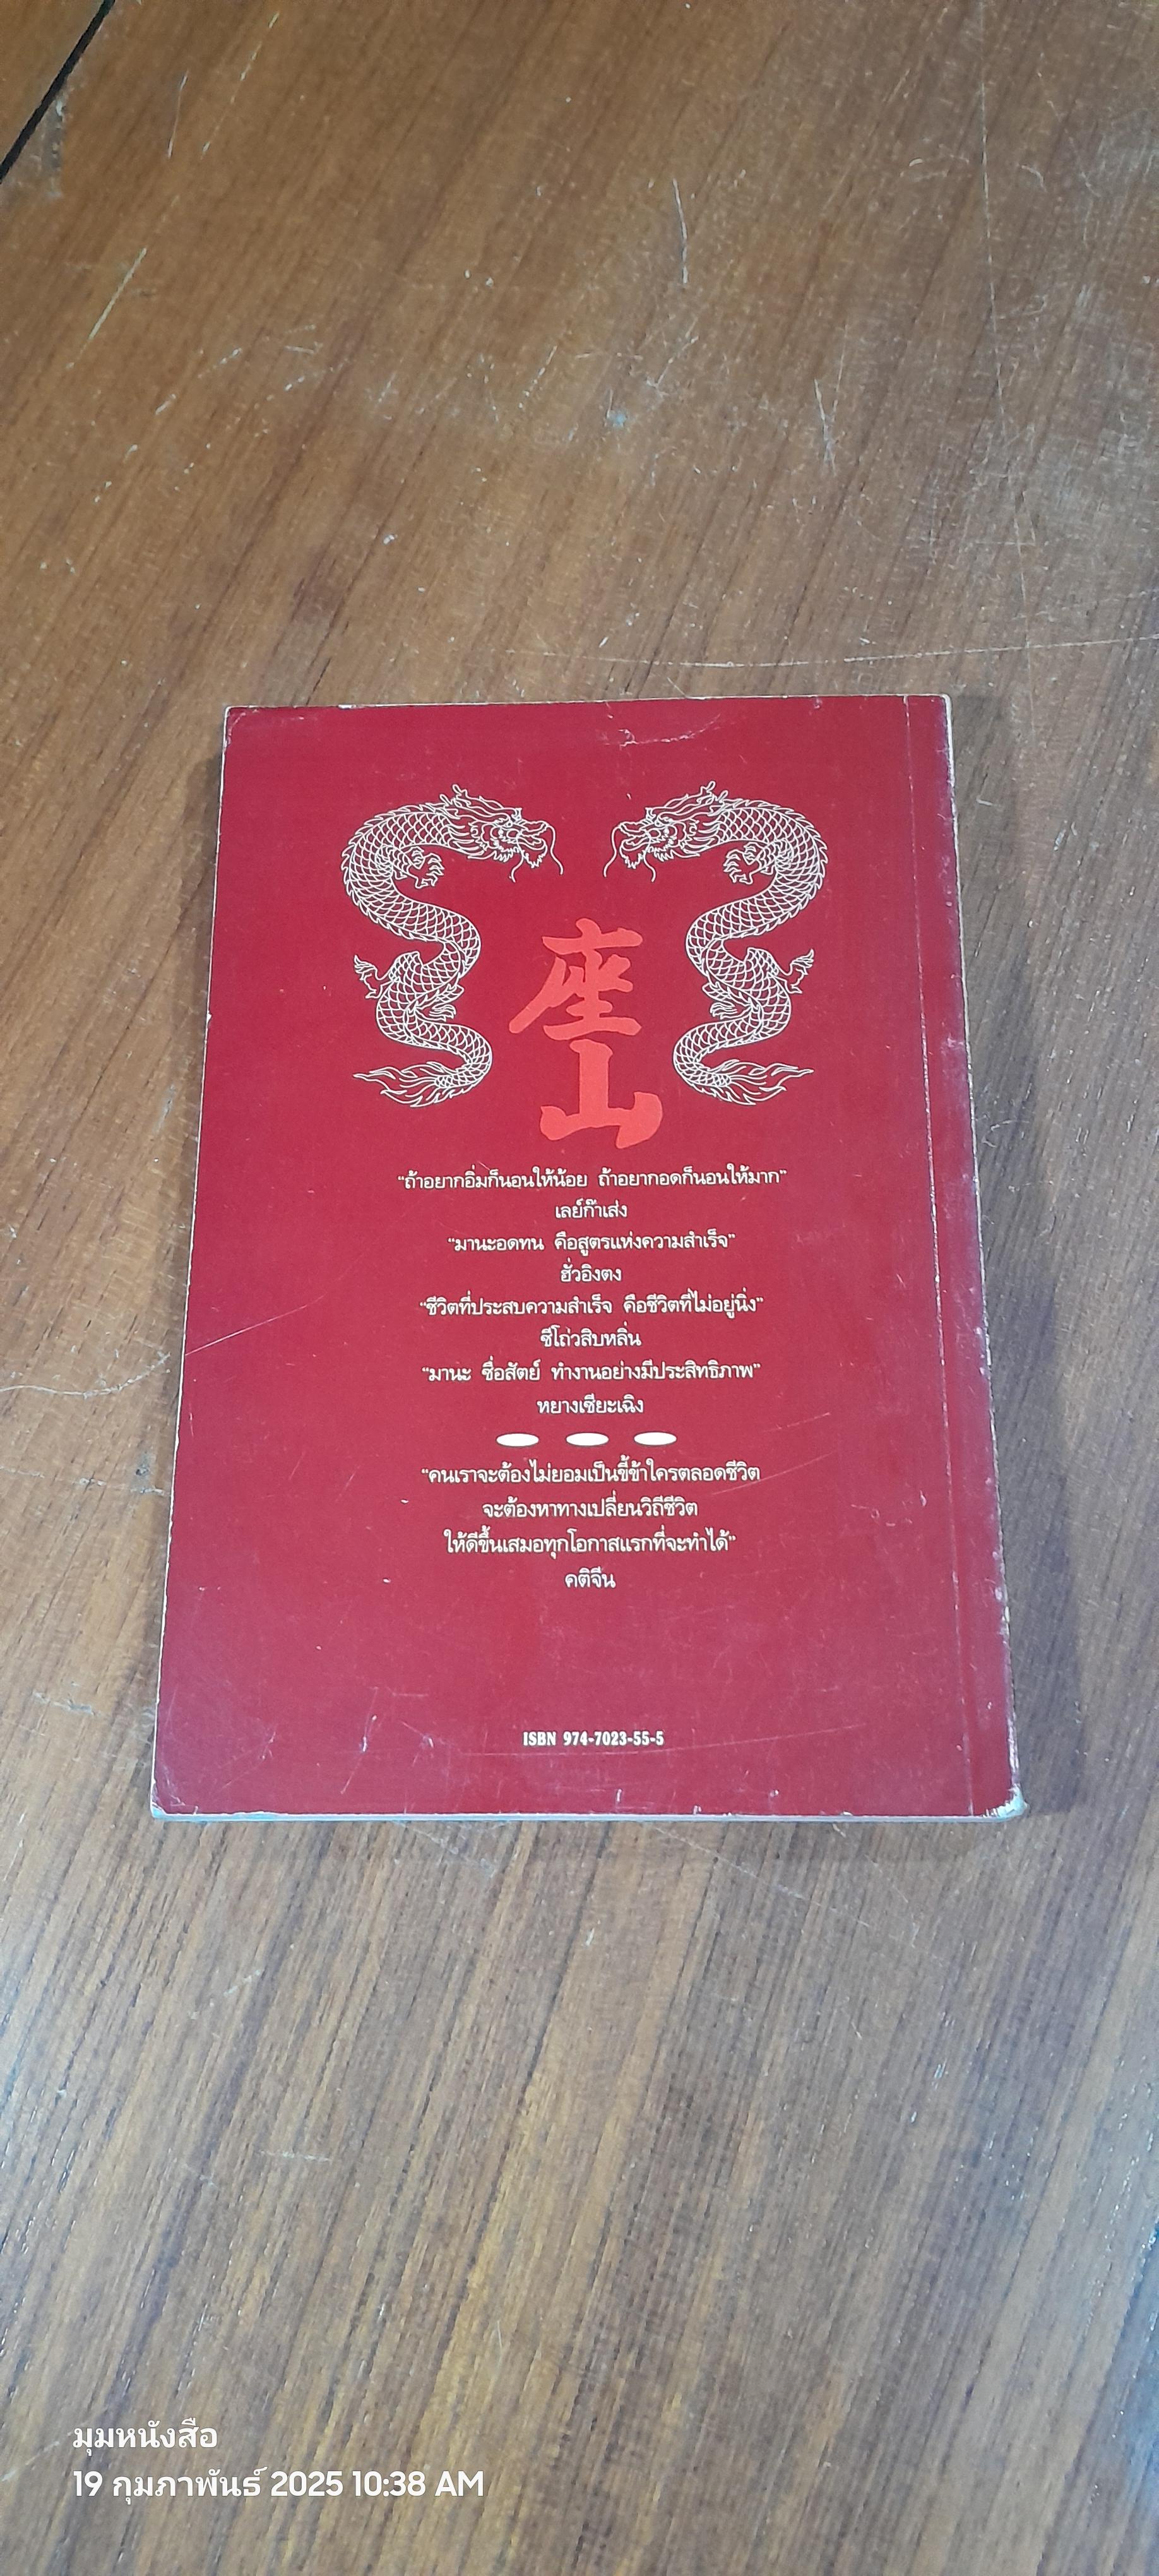 座
山
“ถ้าอยากอิ่มก็นอนให้น้อย ถ้าอยากอดก็นอนให้มาก”
เลย์ก๊าเส่ง
“มานะอดทน คือสูตรแห่งความสำเร็จ”
ฮั่วอิงตง
“ชีวิตที่ประสบความสำเร็จ คือชีวิตที่ไม่อยู่นิ่ง”
ซีโถ่วสิบหลิ่น
“มานะ ซื่อสัตย์ ทำงานอย่างมีประสิทธิภาพ”
หยางเซียะเฉิง
“คนเราจะต้องไม่ยอมเป็นขี้ข้าใครตลอดชีวิต
จะต้องหาทางเปลี่ยนวิถีชีวิต
ให้ดีขึ้นเสมอทุกโอกาสแรกที่จะทำได้”
คติจีน
ISBN 974-7023-55-5
มุมหนังสือ
19 กุมภาพันธ์ 2025 10:38 AM